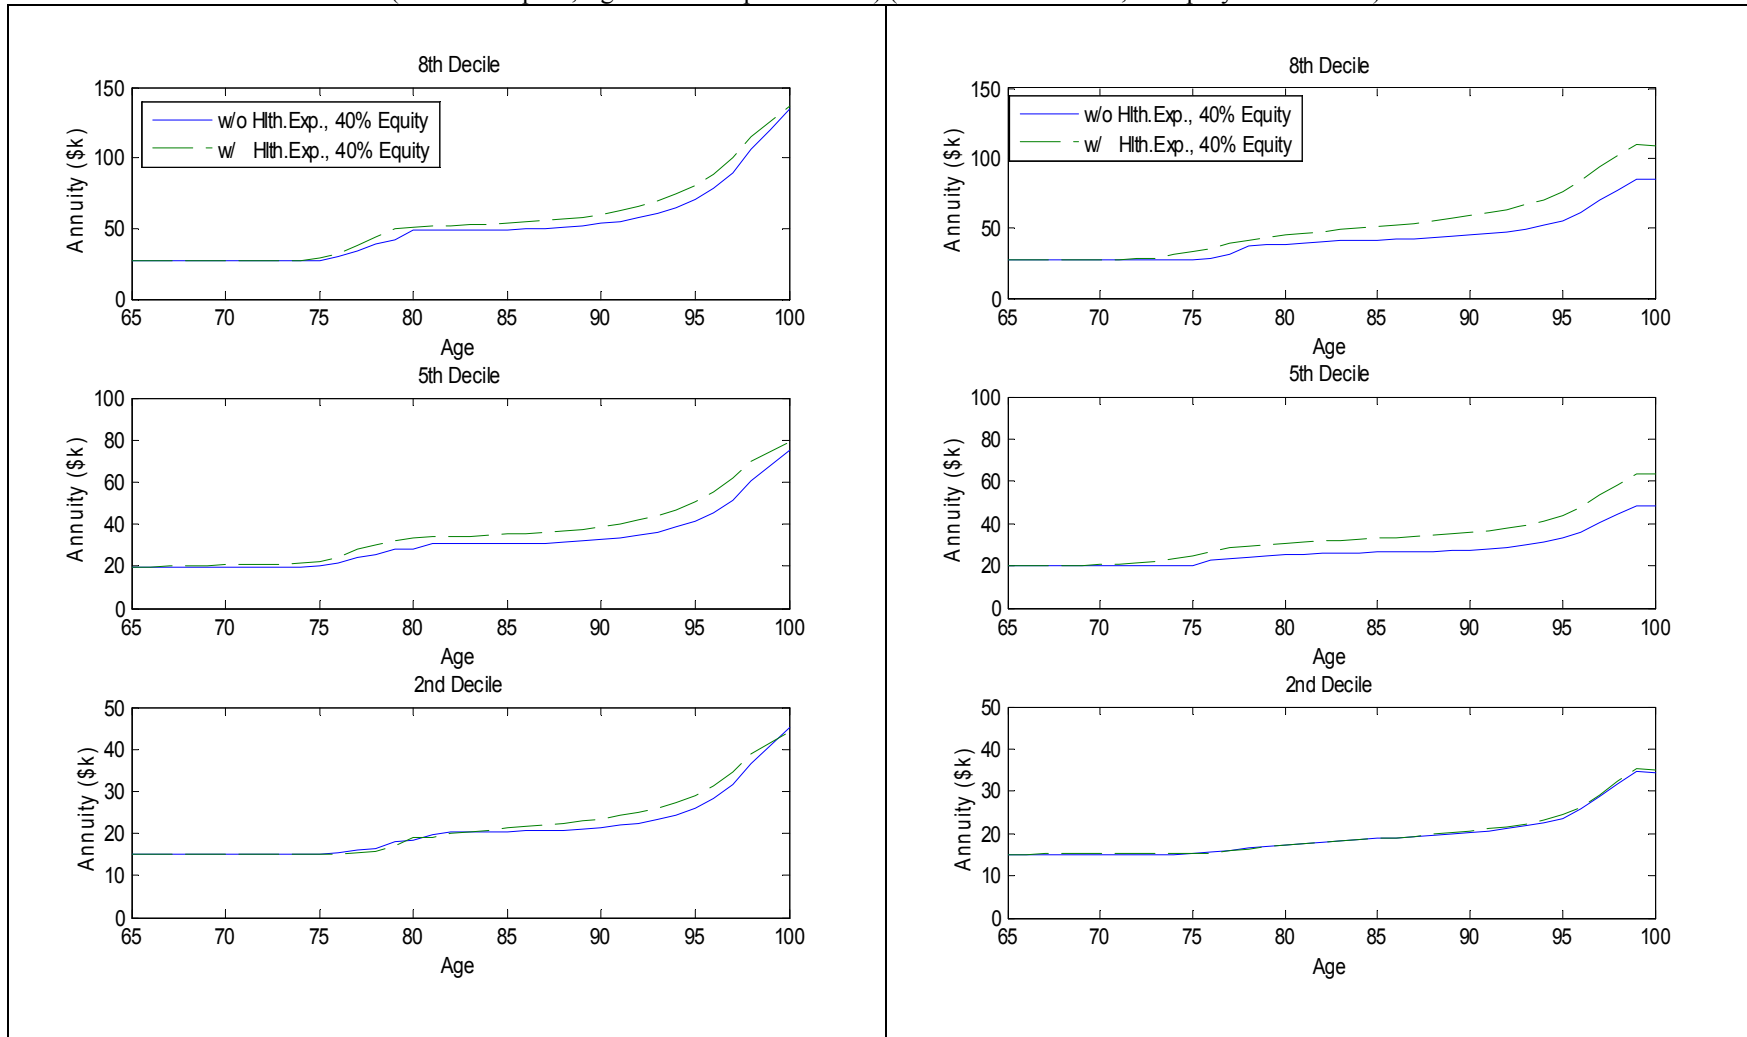 8th Decile
150
100
50
0
Annuity ($k)
w/o Hlth.Exp., 40% Equity
w/ Hlth.Exp., 40% Equity
65 70 75 80 85 90 95 100
Age
5th Decile
100
80
60
40
20
0
Annuity ($k)
65 70 75 80 85 90 95 100
Age
2nd Decile
50
40
30
20
10
0
Annuity ($k)
65 70 75 80 85 90 95 100
Age
8th Decile
150
100
50
0
Annuity ($k)
w/o Hlth.Exp., 40% Equity
w/ Hlth.Exp., 40% Equity
65 70 75 80 85 90 95 100
Age
5th Decile
100
80
60
40
20
0
Annuity ($k)
65 70 75 80 85 90 95 100
Age
2nd Decile
50
40
30
20
10
0
Annuity ($k)
65 70 75 80 85 90 95 100
Age